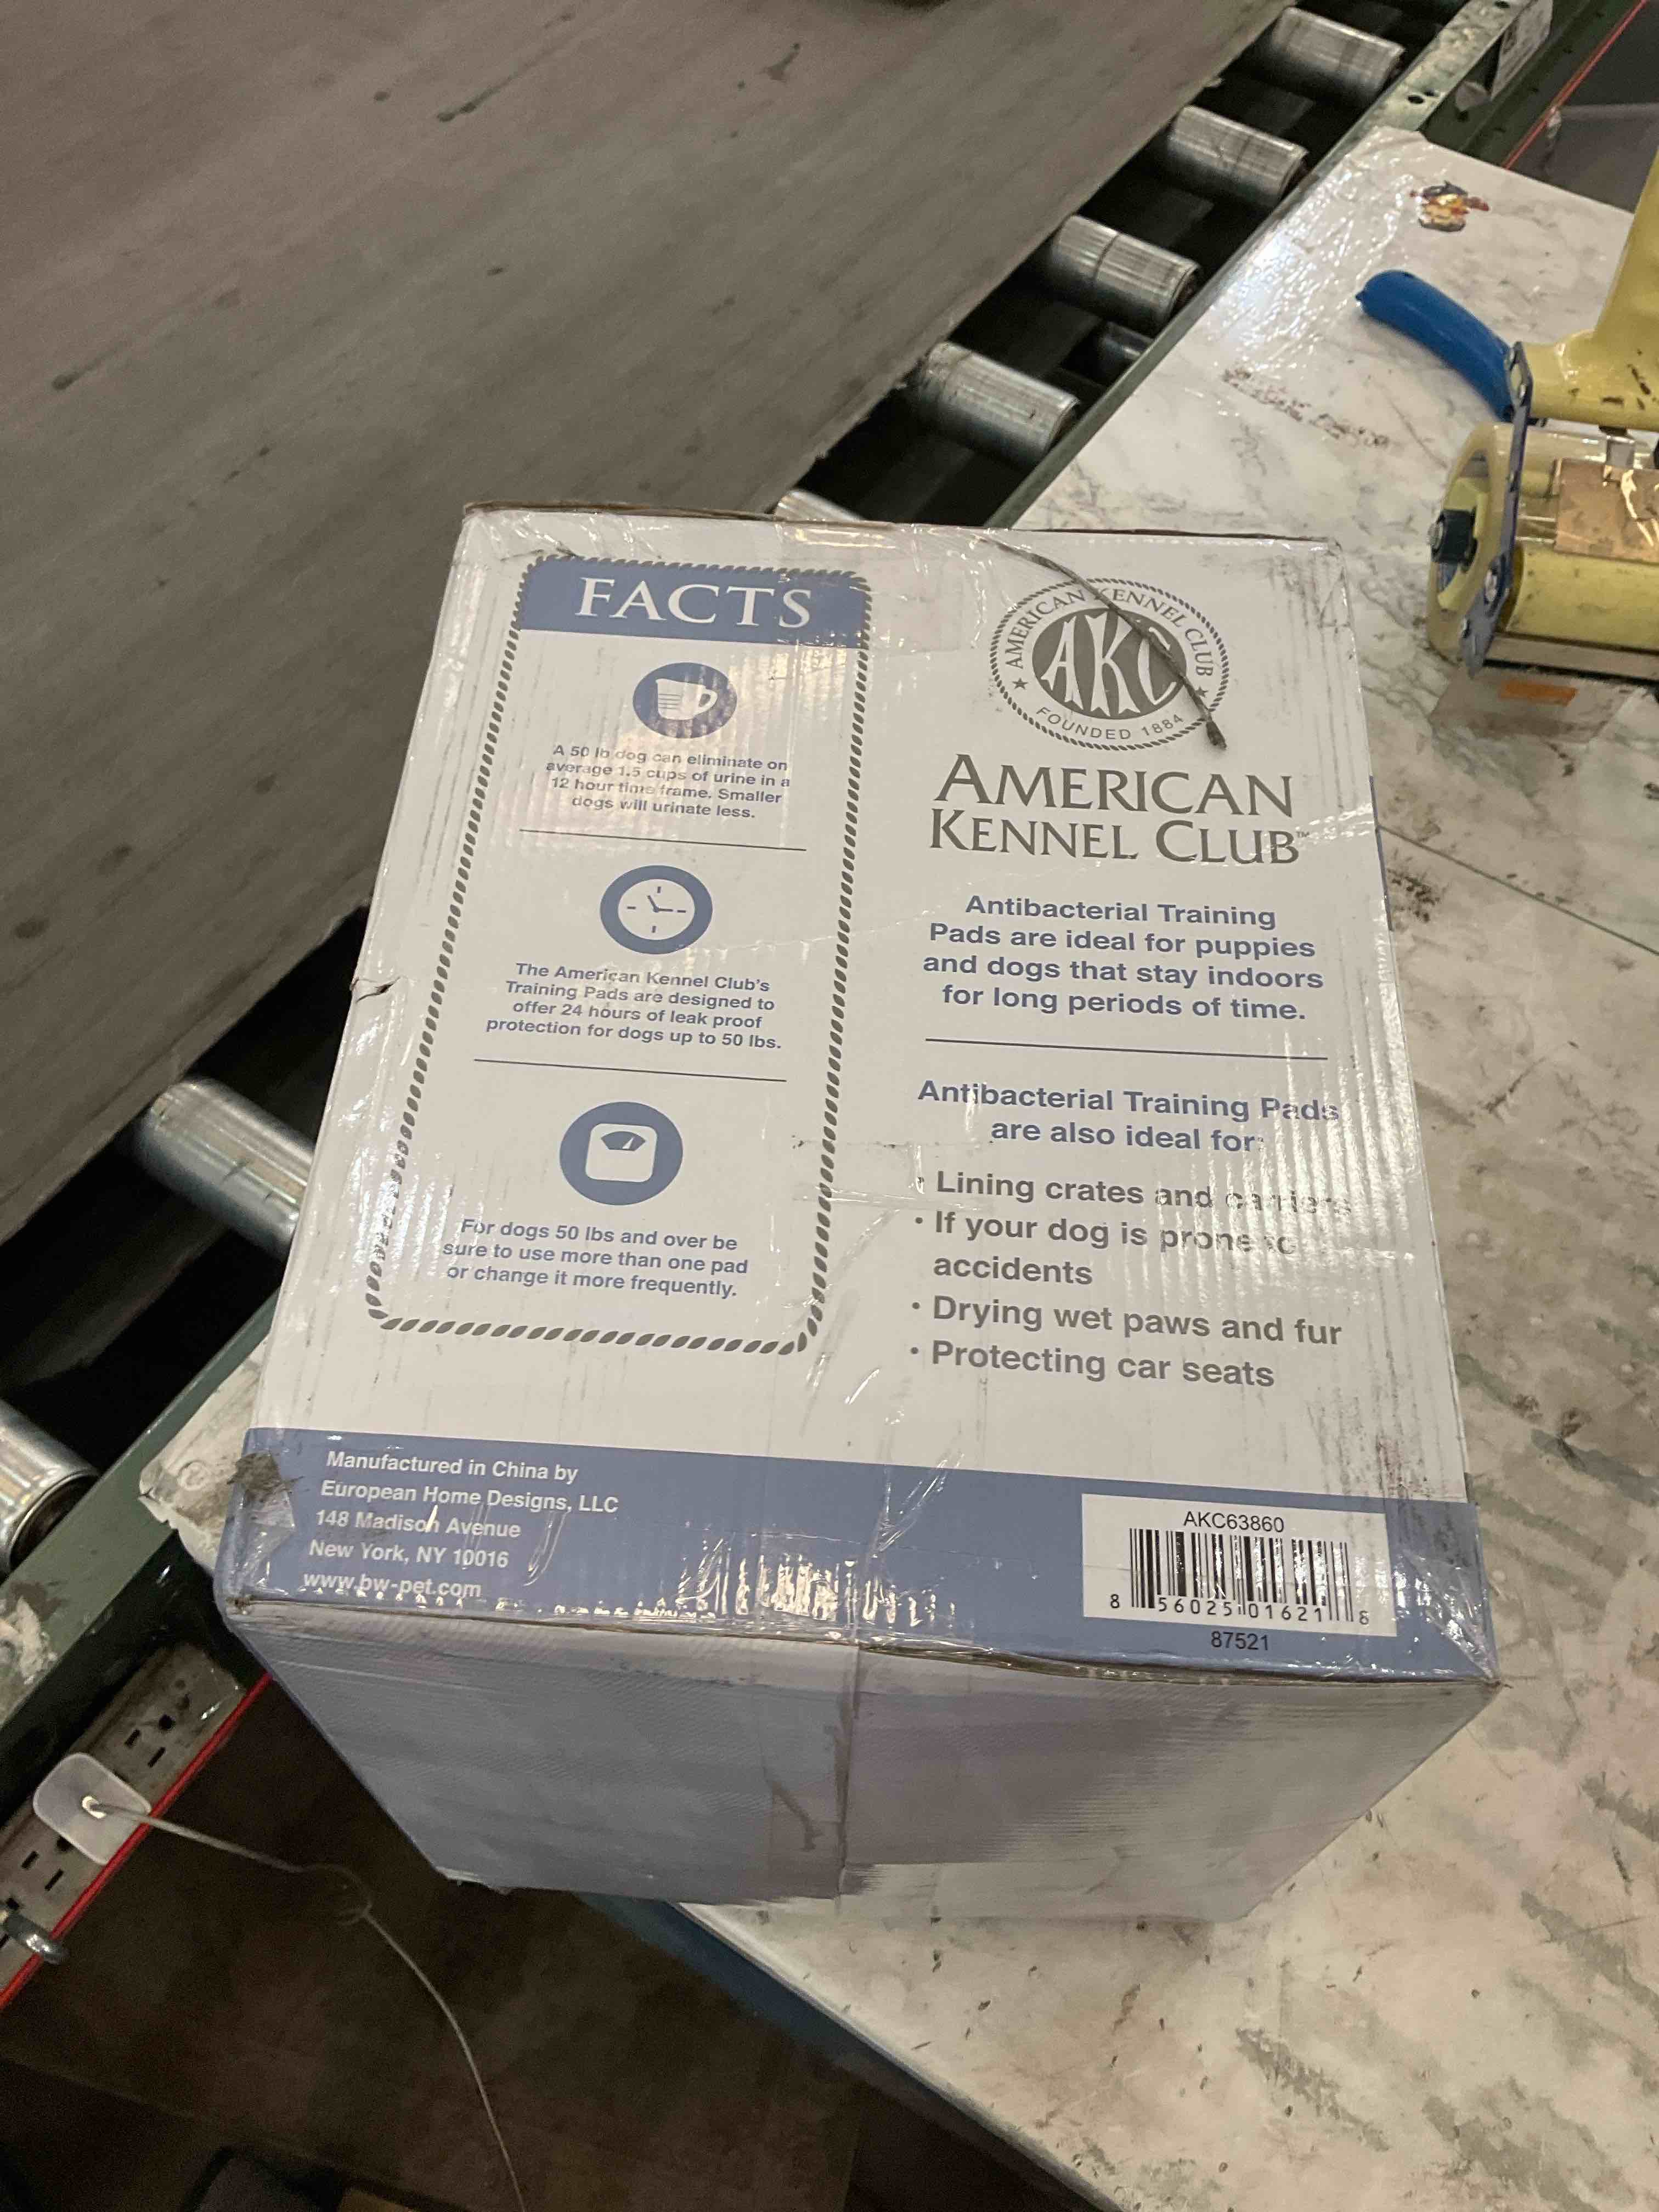 FACTS
A 50 lb dog can eliminate on
average 1.5 cups of urine in a
12 hour time frame. Smaller
dogs will urinate less.
The American Kennel Club's
Training Pads are designed to
offer 24 hours of leak proof
protection for dogs up to 50 lbs.
For dogs 50 lbs and over be
sure to use more than one pad
or change it more frequently.
AMERICAN KENNEL CLUB
AKC
FOUNDED 1884
AMERICAN
KENNEL CLUB™
Antibacterial Training
Pads are ideal for puppies
and dogs that stay indoors
for long periods of time.
Antibacterial Training Pads
are also ideal for:
• Lining crates and carriers
• If your dog is prone to
accidents
• Drying wet paws and fur
• Protecting car seats
Manufactured in China by
European Home Designs, LLC
148 Madison Avenue
New York, NY 10016
www.bw-pet.com
AKC63860
8 56025 01621 6
87521